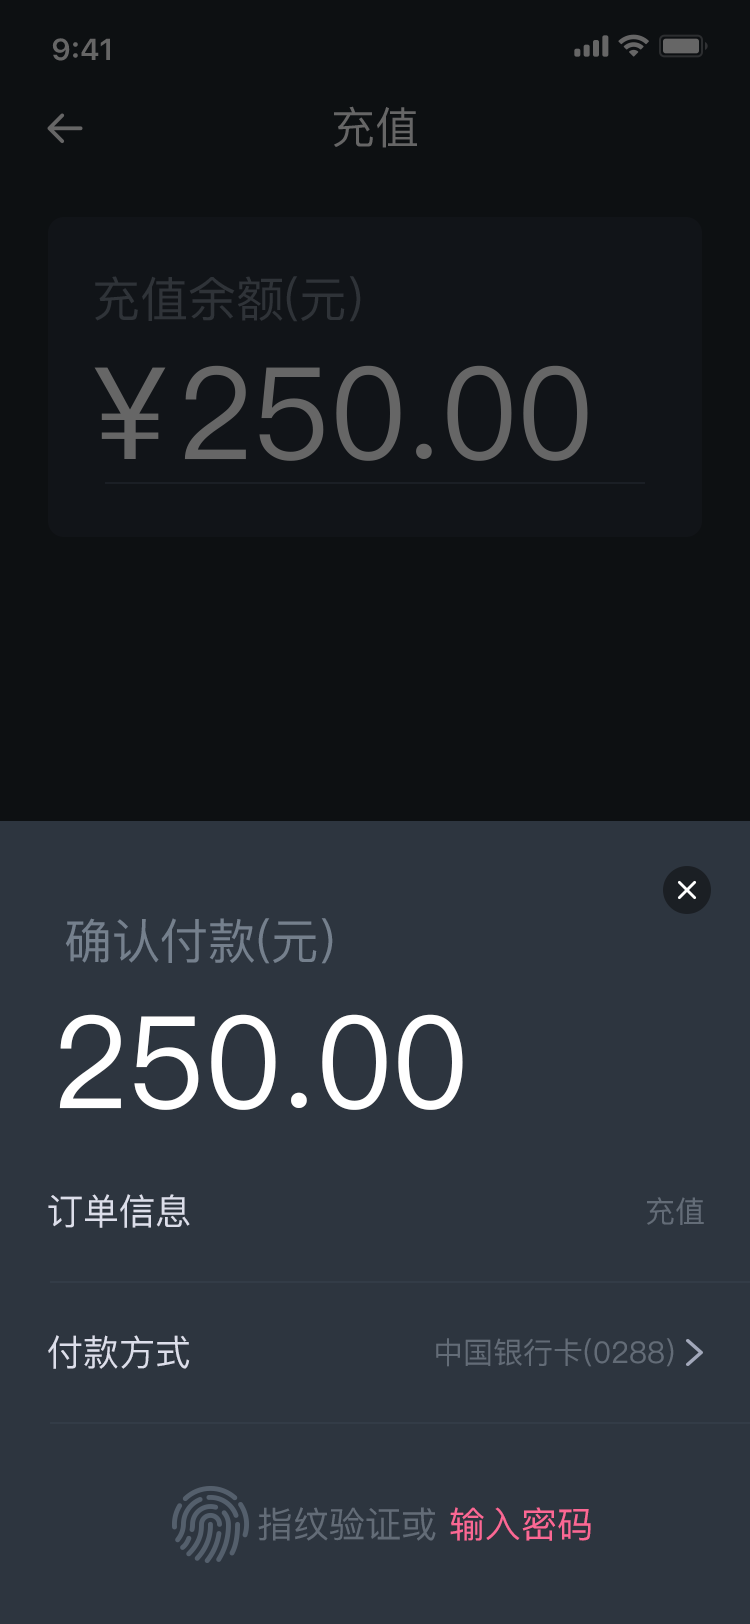 9:41
充值
充值余额(元)
¥250.00
确认付款(元)
250.00
订单信息 充值
付款方式 中国银行卡(0288)
指纹验证或 输入密码